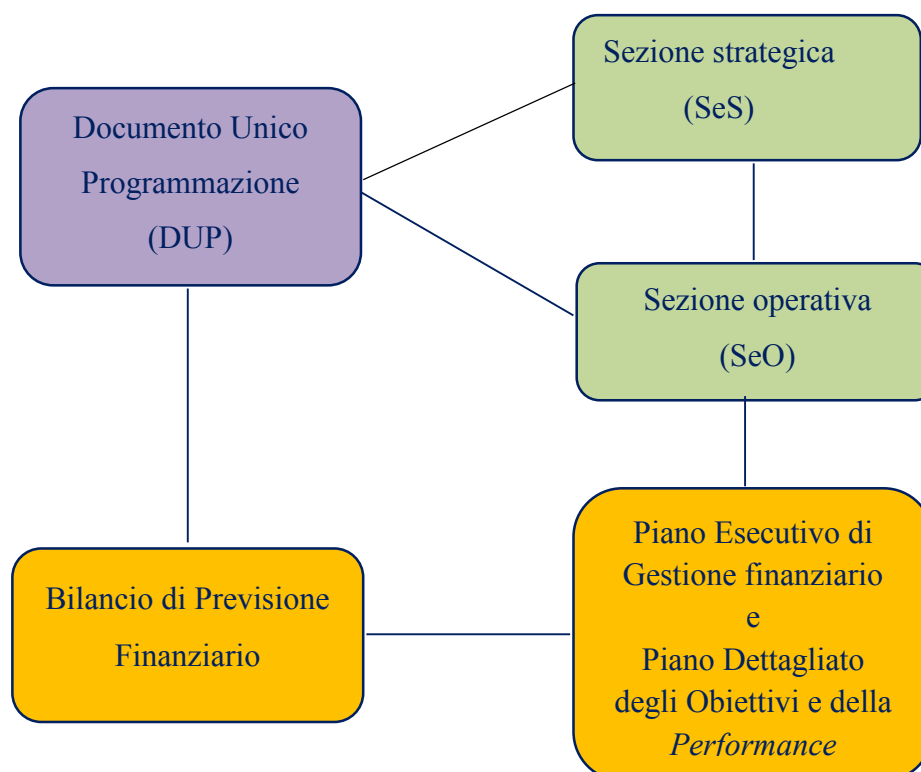 Sezione strategica
(SeS)
Documento Unico
Programmazione
(DUP)
Sezione operativa
(SeO)
Bilancio di Previsione
Finanziario
Piano Esecutivo di
Gestione finanziario
e
Piano Dettagliato
degli Obiettivi e della
Performance